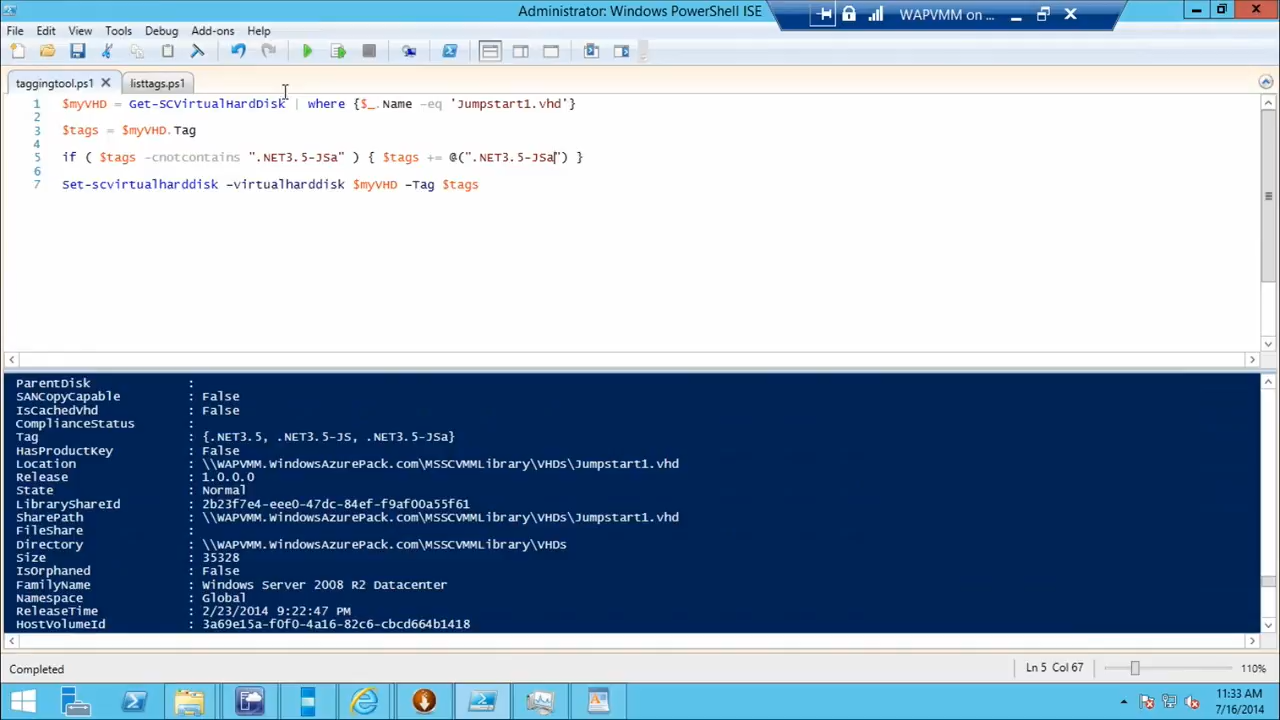 Administrator: Windows PowerShell ISE
WAPVMM on ...
File Edit View Tools Debug Add-ons Help
taggingtool.ps1 listtags.ps1
1 $myVHD = Get-SCVirtualHardDisk | where {$_.Name -eq 'Jumpstart1.vhd'}
2
3 $tags = $myVHD.Tag
4
5 if ( $tags -cnotcontains ".NET3.5-JSa" ) { $tags += @(".NET3.5-JSa") }
6
7 Set-scvirtualharddisk –virtualharddisk $myVHD –Tag $tags
ParentDisk :
SANCopyCapable : False
IsCachedVhd : False
ComplianceStatus :
Tag : {.NET3.5, .NET3.5-JS, .NET3.5-JSa}
HasProductKey : False
Location : \\WAPVMM.WindowsAzurePack.com\MSSCVMMLibrary\VHDs\Jumpstart1.vhd
Release : 1.0.0.0
State : Normal
LibraryShareId : 2b23f7e4-eee0-47dc-84ef-f9af00a55f61
SharePath : \\WAPVMM.WindowsAzurePack.com\MSSCVMMLibrary\VHDs\Jumpstart1.vhd
FileShare :
Directory : \\WAPVMM.WindowsAzurePack.com\MSSCVMMLibrary\VHDs
Size : 35328
IsOrphaned : False
FamilyName : Windows Server 2008 R2 Datacenter
Namespace : Global
ReleaseTime : 2/23/2014 9:22:47 PM
HostVolumeId : 3a69e15a-f0f0-4a16-82c6-cbcd664b1418
Completed
Ln 5 Col 67
110%
11:33 AM
7/16/2014